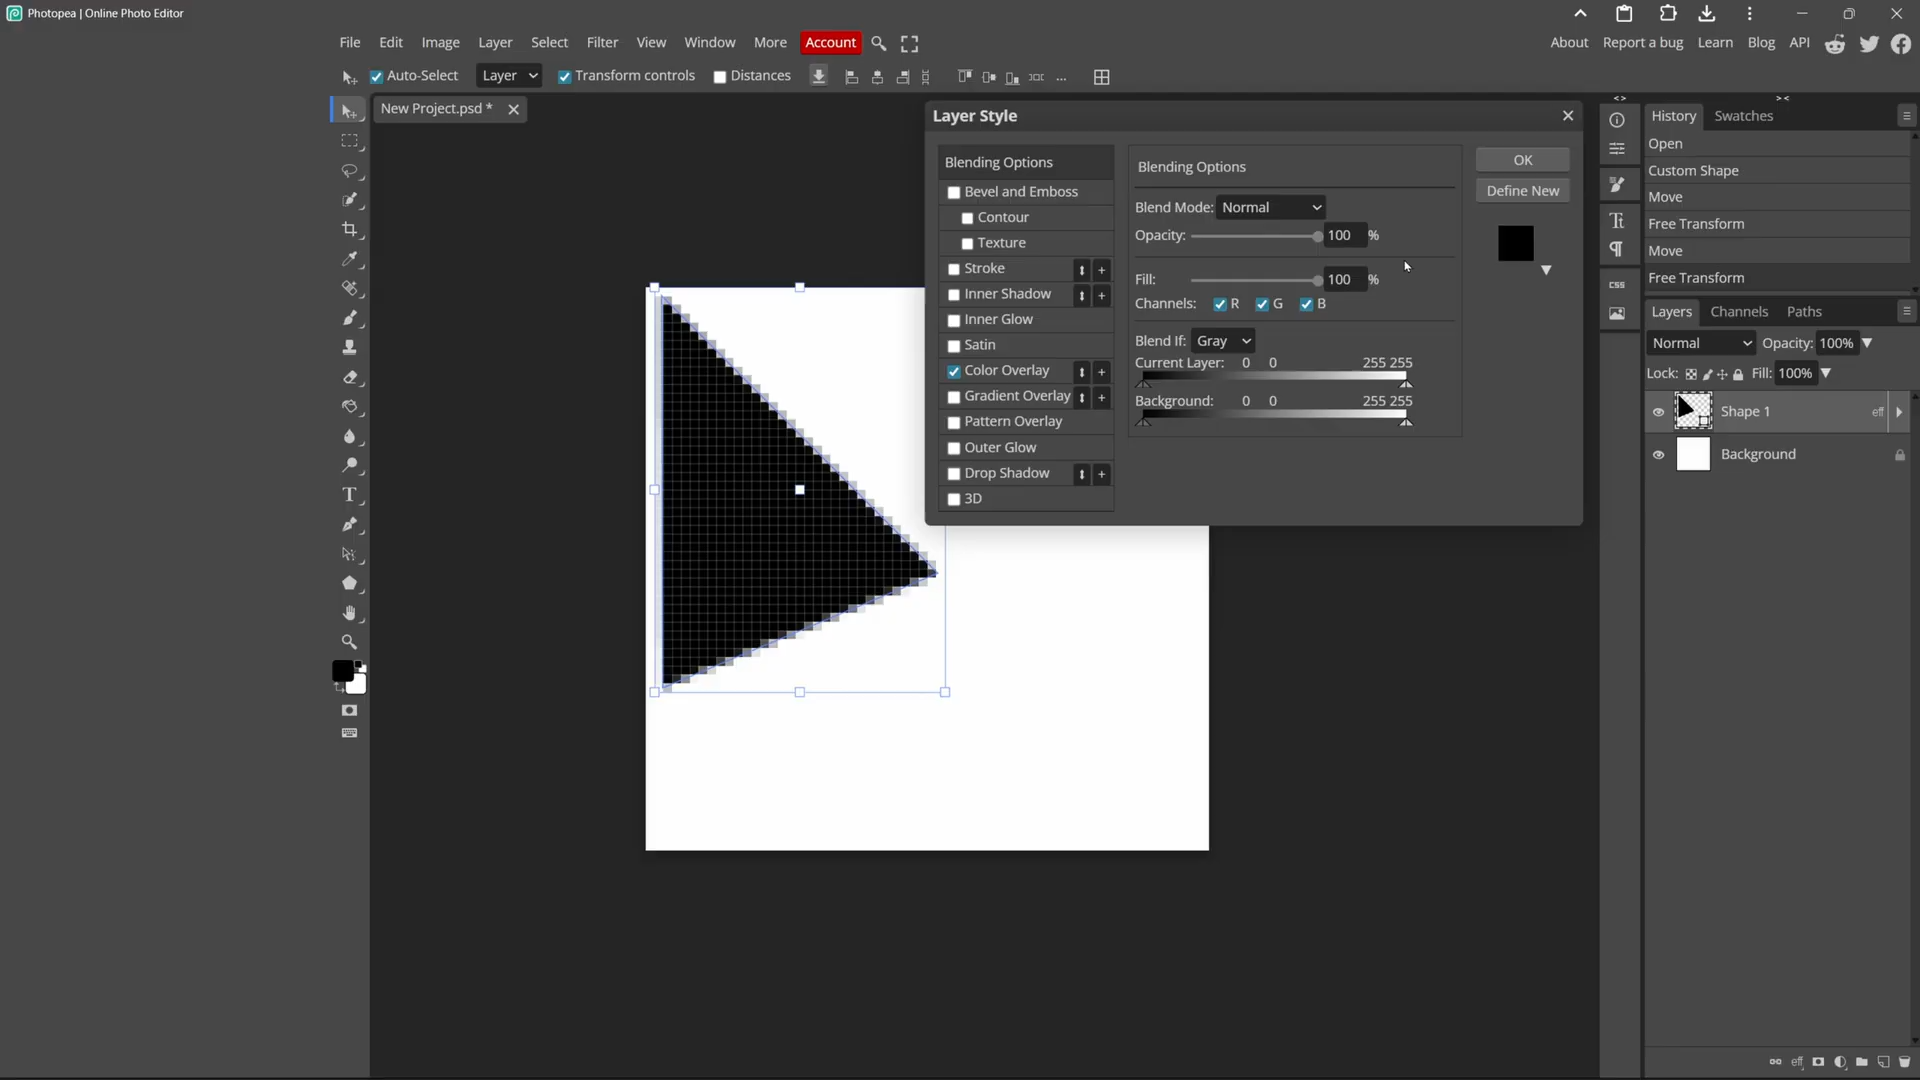 Photopea | Online Photo Editor
File Edit Image Layer Select Filter View Window More Account
About Report a bug Learn Blog API
Auto-Select Layer Transform controls Distances
New Project.psd *
Layer Style
Blending Options
Bevel and Emboss
Contour
Texture
Stroke
Inner Shadow
Inner Glow
Satin
Color Overlay
Gradient Overlay
Pattern Overlay
Outer Glow
Drop Shadow
3D
Blending Options
Blend Mode: Normal
Opacity: 100 %
Fill: 100 %
Channels: R G B
Blend If: Gray
Current Layer: 0 0 255 255
Background: 0 0 255 255
OK
Define New
CSS
History Swatches
Open
Custom Shape
Move
Free Transform
Move
Free Transform
Layers Channels Paths
Normal Opacity: 100%
Lock: Fill: 100%
Shape 1 eff
Background
eff